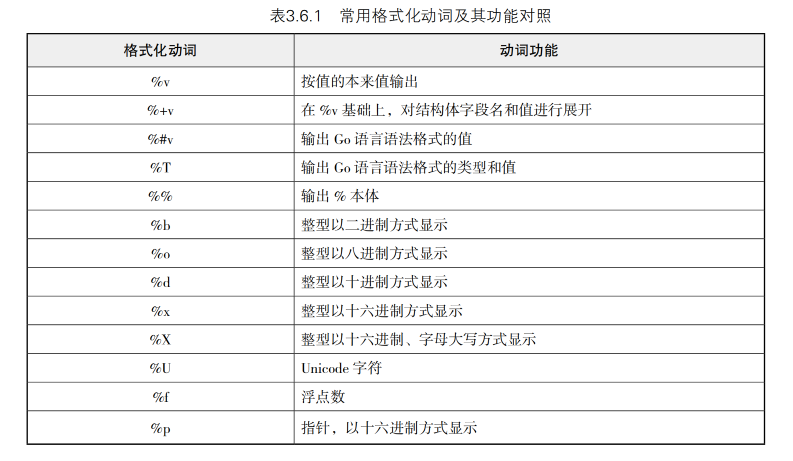 表3.6.1 常用格式化动词及其功能对照
格式化动词 动词功能
%v 按值的本来值输出
%+v 在 %v 基础上，对结构体字段名和值进行展开
%#v 输出 Go 语言语法格式的值
%T 输出 Go 语言语法格式的类型和值
%% 输出 % 本体
%b 整型以二进制方式显示
%o 整型以八进制方式显示
%d 整型以十进制方式显示
%x 整型以十六进制方式显示
%X 整型以十六进制、字母大写方式显示
%U Unicode 字符
%f 浮点数
%p 指针，以十六进制方式显示